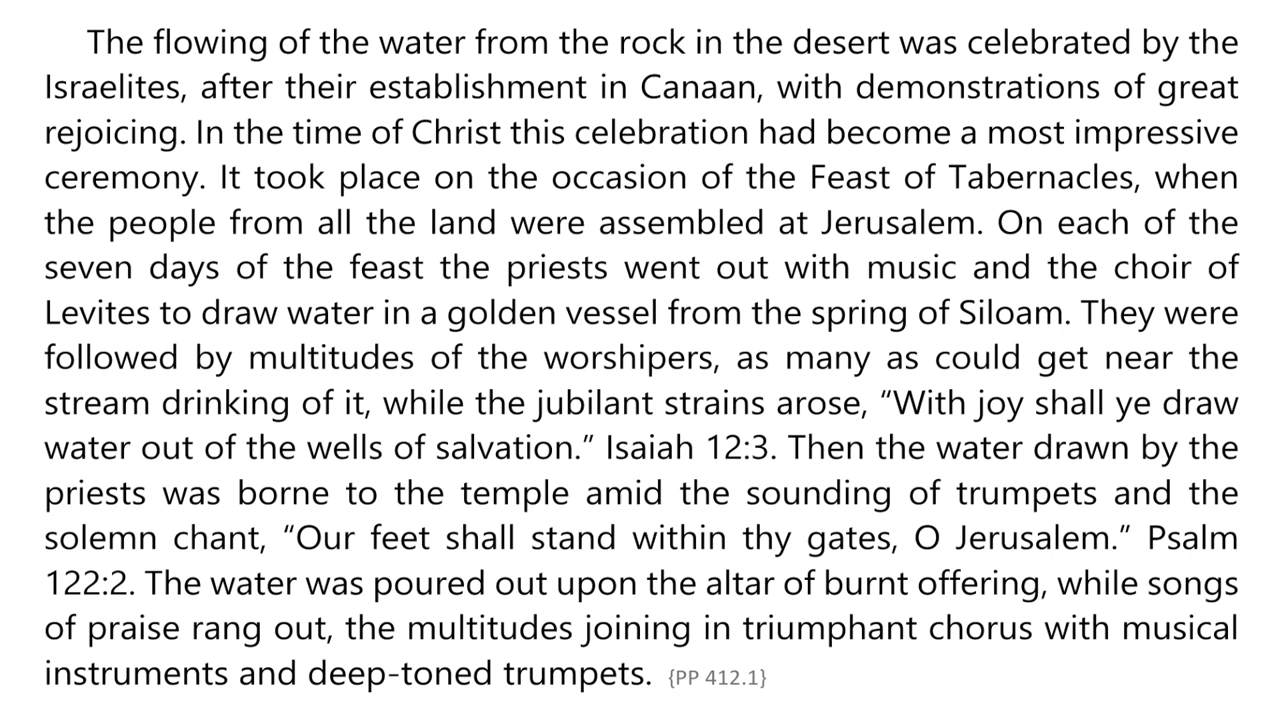 The flowing of the water from the rock in the desert was celebrated by the
Israelites, after their establishment in Canaan, with demonstrations of great
rejoicing. In the time of Christ this celebration had become a most impressive
ceremony. It took place on the occasion of the Feast of Tabernacles, when
the people from all the land were assembled at Jerusalem. On each of the
seven days of the feast the priests went out with music and the choir of
Levites to draw water in a golden vessel from the spring of Siloam. They were
followed by multitudes of the worshipers, as many as could get near the
stream drinking of it, while the jubilant strains arose, “With joy shall ye draw
water out of the wells of salvation.” Isaiah 12:3. Then the water drawn by the
priests was borne to the temple amid the sounding of trumpets and the
solemn chant, “Our feet shall stand within thy gates, O Jerusalem.” Psalm
122:2. The water was poured out upon the altar of burnt offering, while songs
of praise rang out, the multitudes joining in triumphant chorus with musical
instruments and deep-toned trumpets. {PP 412.1}